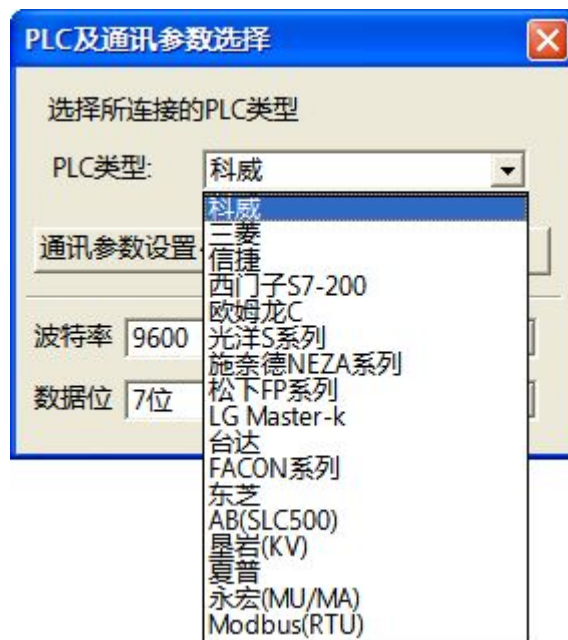 PLC及通讯参数选择
选择所连接的PLC类型
PLC类型: 科威
科威
三菱
通讯参数设置
信捷
西门子S7-200
欧姆龙C
波特率 9600
光洋S系列
施奈德NEZA系列
数据位 7位
松下FP系列
LG Master-k
台达
FACON系列
东芝
AB(SLC500)
垦岩(KV)
夏普
永宏(MU/MA)
Modbus(RTU)